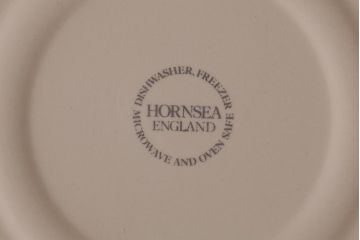 DISHWASHER, FREEZER
HORNSEA
ENGLAND
MICROWAVE AND OVEN SAFE